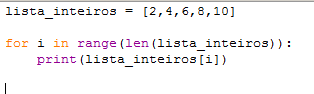 lista_inteiros = [2,4,6,8,10]
for i in range(len(lista_inteiros)):
    print(lista_inteiros[i])